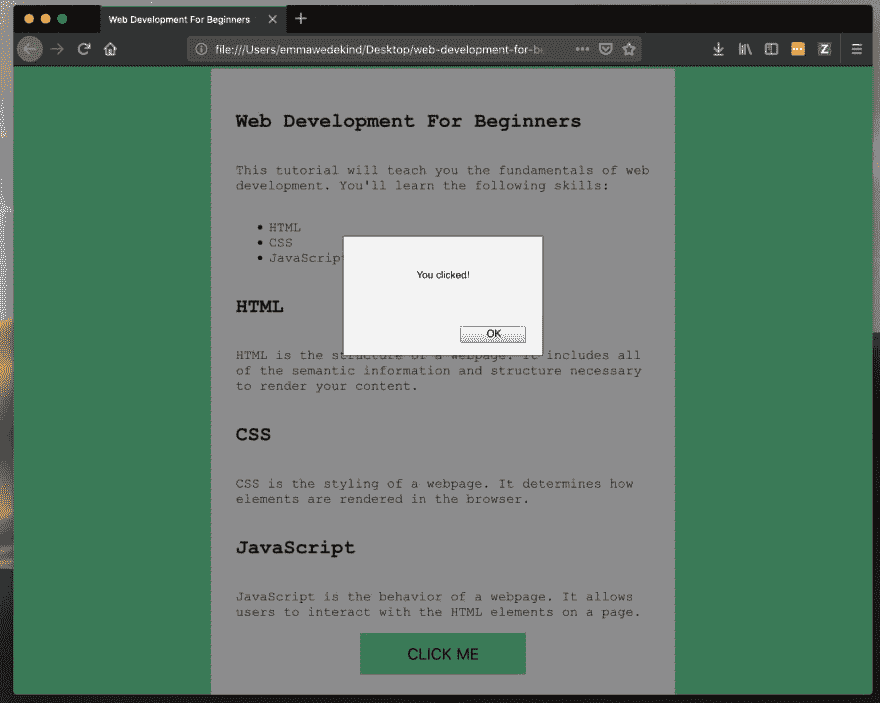 Web Development For Beginners
file:///Users/emmawedekind/Desktop/web-development-for-be
Web Development For Beginners
This tutorial will teach you the fundamentals of web
development. You'll learn the following skills:
HTML
CSS
JavaScript
You clicked!
OK
HTML
HTML is the structure of a webpage. It includes all
of the semantic information and structure necessary
to render your content.
CSS
CSS is the styling of a webpage. It determines how
elements are rendered in the browser.
JavaScript
JavaScript is the behavior of a webpage. It allows
users to interact with the HTML elements on a page.
CLICK ME